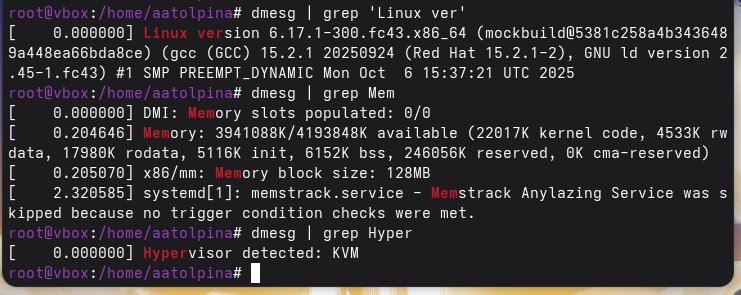 root@vbox:/home/aatolpina# dmesg | grep 'Linux ver'
[    0.000000] Linux version 6.17.1-300.fc43.x86_64 (mockbuild@5381c258a4b343648
9a448ea66bda8ce) (gcc (GCC) 15.2.1 20250924 (Red Hat 15.2.1-2), GNU ld version 2
.45-1.fc43) #1 SMP PREEMPT_DYNAMIC Mon Oct  6 15:37:21 UTC 2025
root@vbox:/home/aatolpina# dmesg | grep Mem
[    0.000000] DMI: Memory slots populated: 0/0
[    0.204646] Memory: 3941088K/4193848K available (22017K kernel code, 4533K rw
data, 17980K rodata, 5116K init, 6152K bss, 246056K reserved, 0K cma-reserved)
[    0.205070] x86/mm: Memory block size: 128MB
[    2.320585] systemd[1]: memstrack.service - Memstrack Anylazing Service was s
kipped because no trigger condition checks were met.
root@vbox:/home/aatolpina# dmesg | grep Hyper
[    0.000000] Hypervisor detected: KVM
root@vbox:/home/aatolpina#